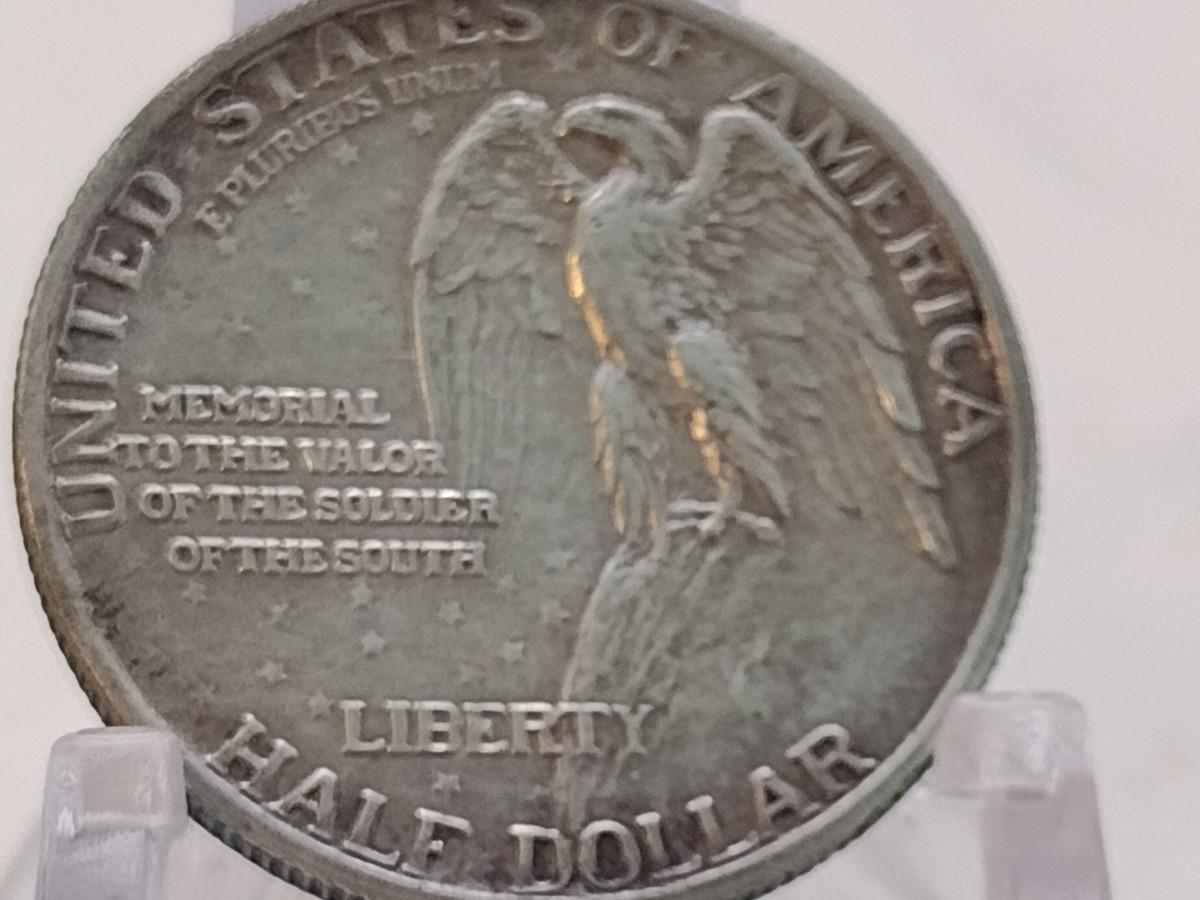 UNITED STATES OF AMERICA
E PLURIBUS UNUM
MEMORIAL
TO THE VALOR
OF THE SOLDIER
OF THE SOUTH
LIBERTY
HALF DOLLAR